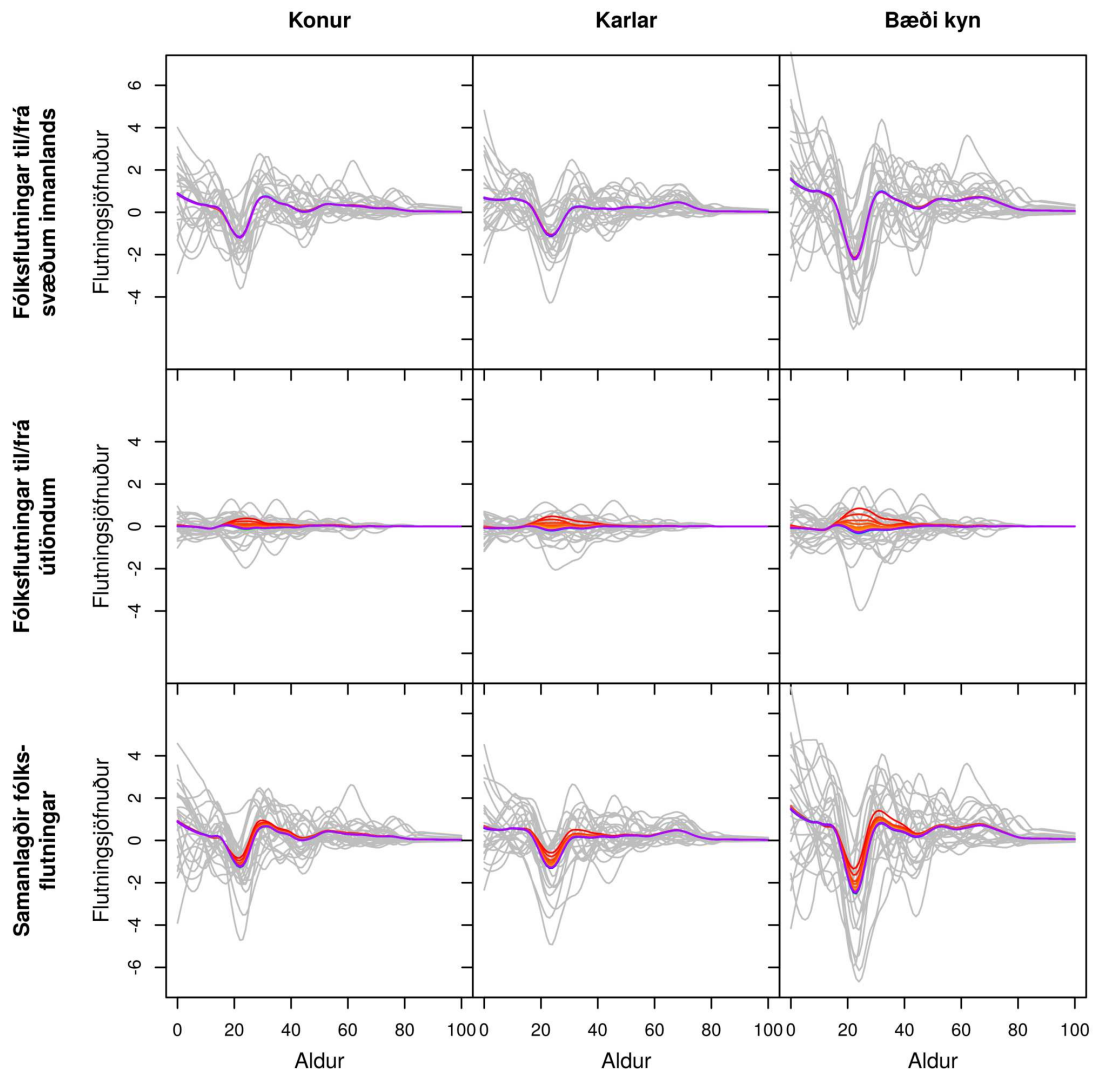 Konur Karlar Bæði kyn
Fólksflutningar til/frá
svæðum innanlands
Flutningsjöfnuður
6
4
2
0
-2
-4
Fólksflutningar til/frá
útlöndum
Flutningsjöfnuður
4
2
0
-2
-4
Samanlagðir fólks-
flutningar
Flutningsjöfnuður
4
2
0
-2
-4
-6
0 20 40 60 80 100 0 20 40 60 80 100 0 20 40 60 80 100
Aldur Aldur Aldur